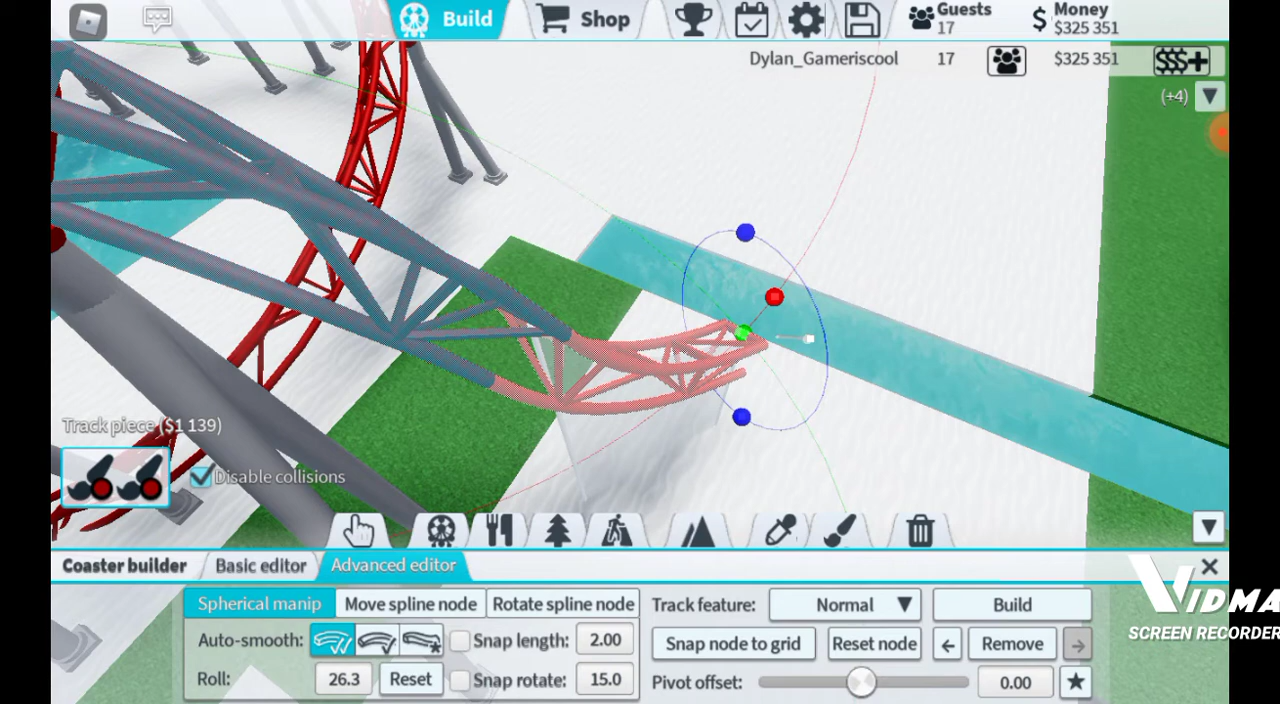 Build
Shop
Guests
17
$
Money
$325 351
Dylan_Gameriscool
17
$325 351
$$$+
(+4)
Track piece ($1 139)
Disable collisions
Coaster builder
Basic editor
Advanced editor
Spherical manip
Move spline node
Rotate spline node
Track feature:
Normal
Build
Auto-smooth:
Snap length:
2.00
Snap node to grid
Reset node
Remove
Roll:
26.3
Reset
Snap rotate:
15.0
Pivot offset:
0.00
VIDMA
SCREEN RECORDER